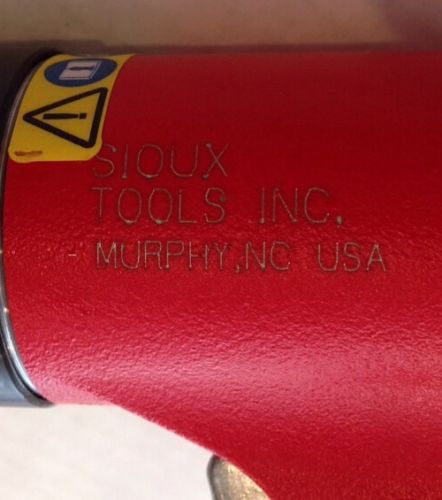 SIOUX
TOOLS INC.
MURPHY, NC USA